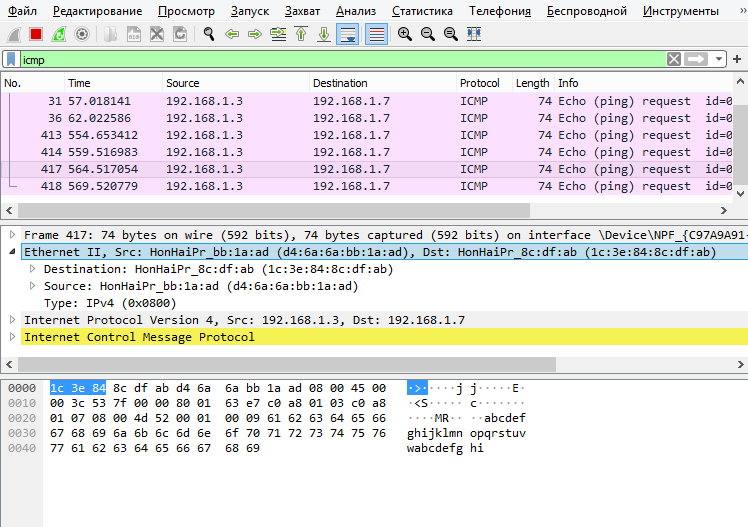 Файл Редактирование Просмотр Запуск Захват Анализ Статистика Телефония Беспроводной Инструменты »
icmp
No. Time Source Destination Protocol Length Info
31 57.018141 192.168.1.3 192.168.1.7 ICMP 74 Echo (ping) request id=0
36 62.022586 192.168.1.3 192.168.1.7 ICMP 74 Echo (ping) request id=0
413 554.653412 192.168.1.3 192.168.1.7 ICMP 74 Echo (ping) request id=0
414 559.516983 192.168.1.3 192.168.1.7 ICMP 74 Echo (ping) request id=0
417 564.517054 192.168.1.3 192.168.1.7 ICMP 74 Echo (ping) request id=0
418 569.520779 192.168.1.3 192.168.1.7 ICMP 74 Echo (ping) request id=0
Frame 417: 74 bytes on wire (592 bits), 74 bytes captured (592 bits) on interface \Device\NPF_{C97A9A91-
Ethernet II, Src: HonHaiPr_bb:1a:ad (d4:6a:6a:bb:1a:ad), Dst: HonHaiPr_8c:df:ab (1c:3e:84:8c:df:ab)
Destination: HonHaiPr_8c:df:ab (1c:3e:84:8c:df:ab)
Source: HonHaiPr_bb:1a:ad (d4:6a:6a:bb:1a:ad)
Type: IPv4 (0x0800)
Internet Protocol Version 4, Src: 192.168.1.3, Dst: 192.168.1.7
Internet Control Message Protocol
0000 1c 3e 84 8c df ab d4 6a 6a bb 1a ad 08 00 45 00 ·>·····j j·····E·
0010 00 3c 53 7f 00 00 80 01 63 e7 c0 a8 01 03 c0 a8 ·<S····· c·······
0020 01 07 08 00 4d 52 00 01 00 09 61 62 63 64 65 66 ····MR·· ··abcdef
0030 67 68 69 6a 6b 6c 6d 6e 6f 70 71 72 73 74 75 76 ghijklmn opqrstuv
0040 77 61 62 63 64 65 66 67 68 69 wabcdefg hi